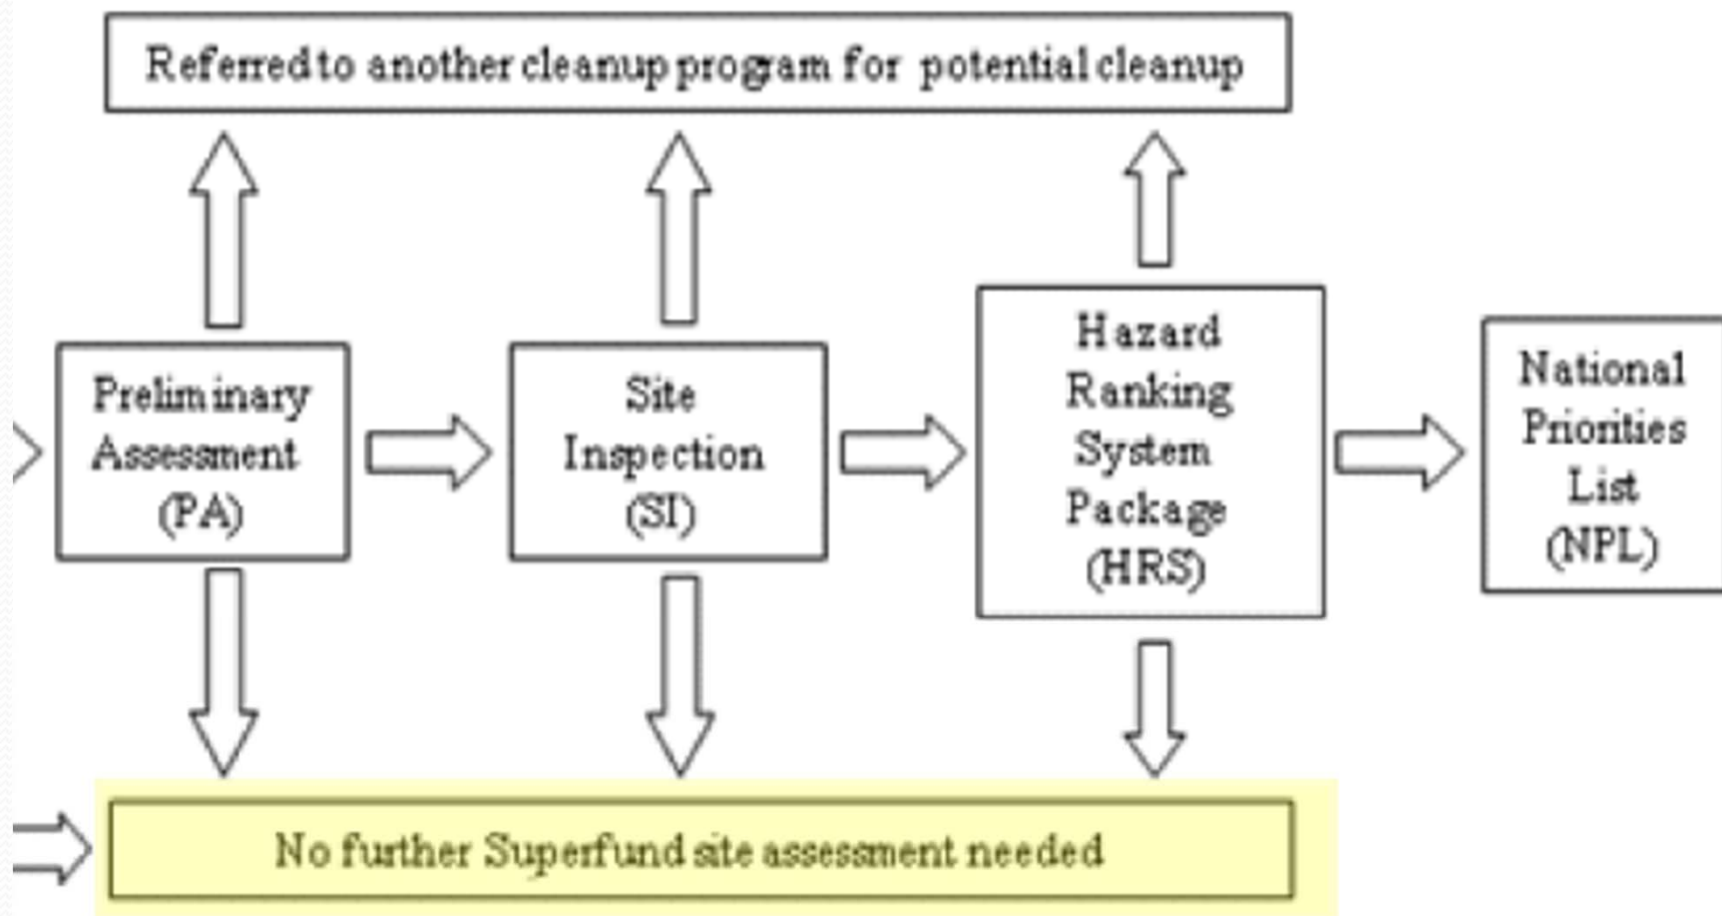 Referred to another cleanup program for potential cleanup
Preliminary
Assessment
(PA)
Site
Inspection
(SI)
Hazard
Ranking
System
Package
(HRS)
National
Priorities
List
(NPL)
No further Superfund site assessment needed